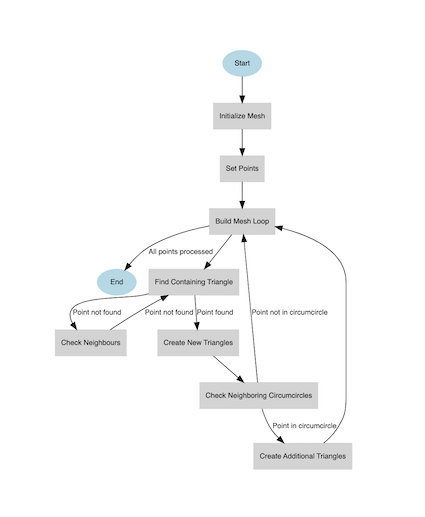 Start
Initialize Mesh
Set Points
Build Mesh Loop
All points processed
End
Find Containing Triangle
Point not found
Point not found
Point found
Point not in circumcircle
Check Neighbours
Create New Triangles
Check Neighboring Circumcircles
Point in circumcircle
Create Additional Triangles